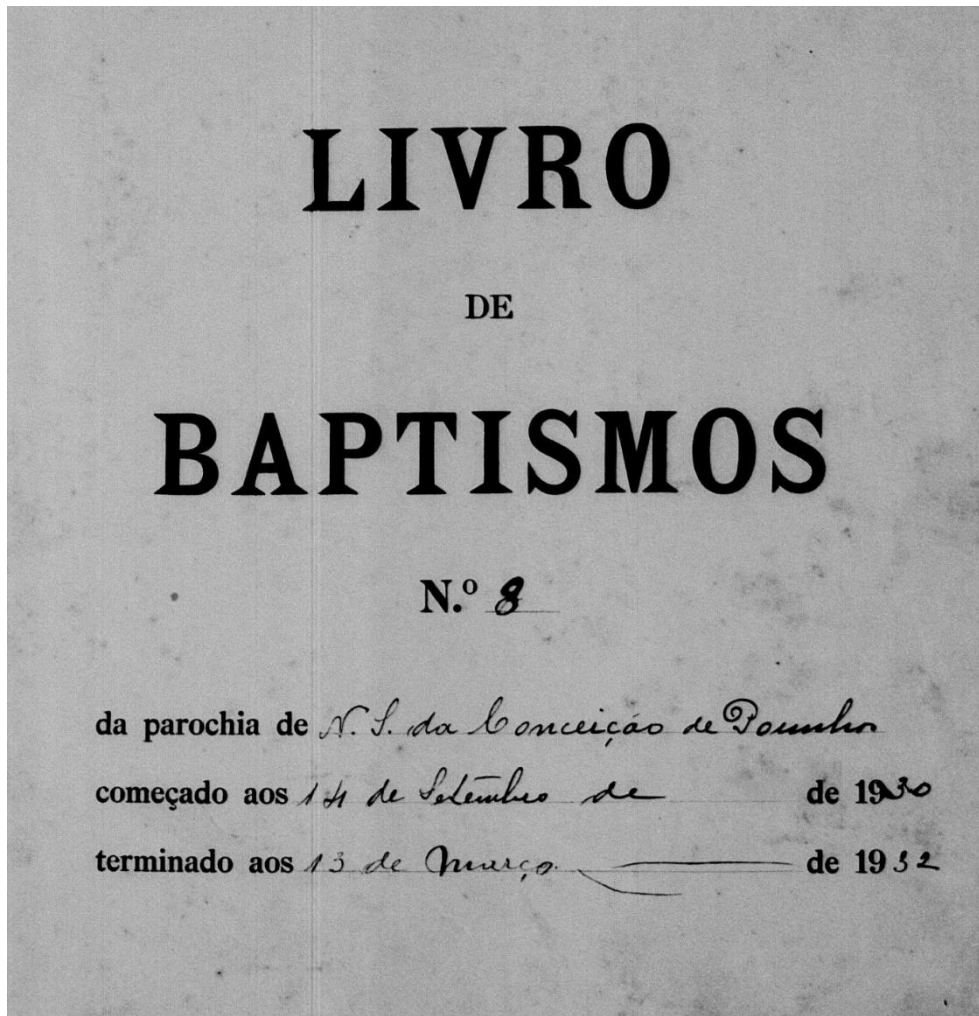 LIVRO
DE
BAPTISMOS
N.º 8
da parochia de N. S. da Conceição de
começado aos 14 de Setembro de de 1930
terminado aos 13 de Março de 1932